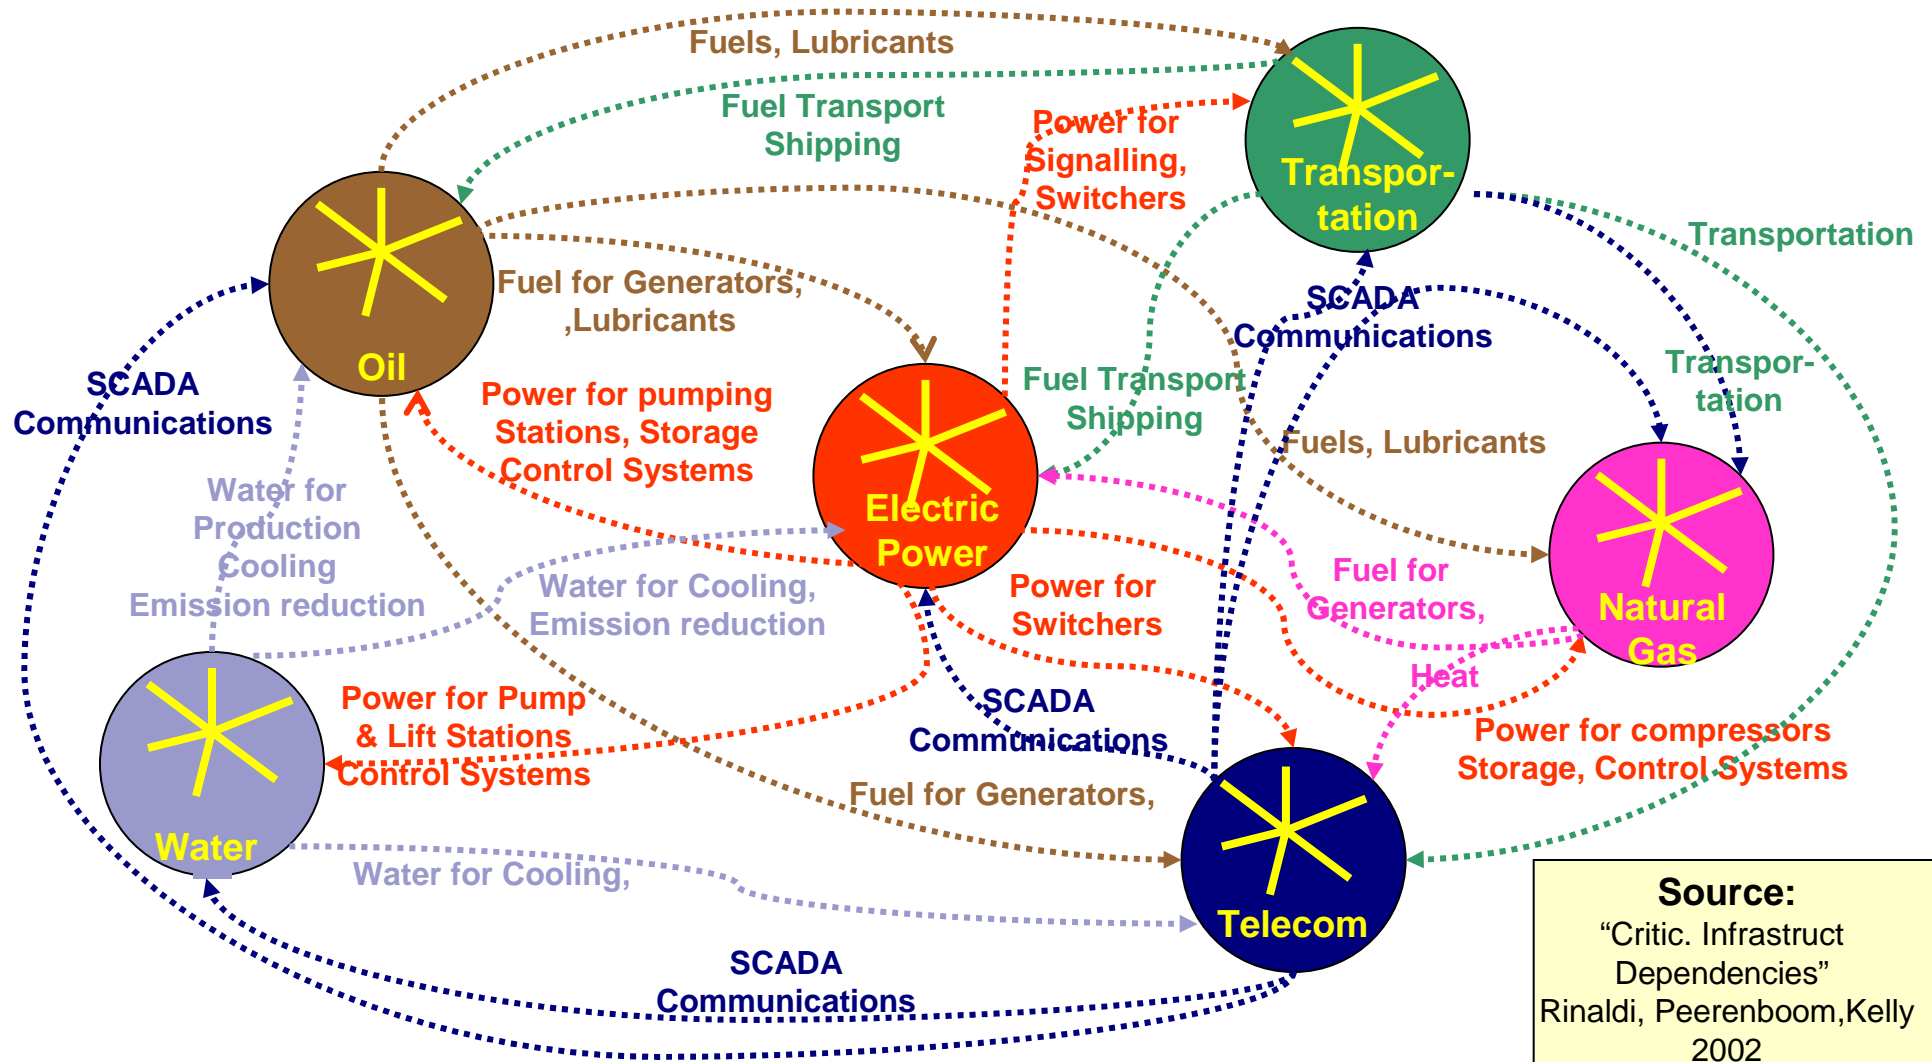 Fuels, Lubricants
Fuel Transport
Shipping
Power for
Signalling,
Switchers
Transpor-
tation
Transportation
Fuel for Generators,
,Lubricants
SCADA
Communications
Oil
SCADA
Communications
Power for pumping
Stations, Storage
Control Systems
Fuel Transport
Shipping
Transpor-
tation
Fuels, Lubricants
Water for
Production
Cooling
Emission reduction
Electric
Power
Water for Cooling,
Emission reduction
Power for
Switchers
Fuel for
Generators,
Heat
Natural
Gas
Power for Pump
& Lift Stations
Control Systems
SCADA
Communications
Power for compressors
Storage, Control Systems
Fuel for Generators,
Water
Water for Cooling,
Telecom
SCADA
Communications
Source:
“Critic. Infrastruct
Dependencies”
Rinaldi, Peerenboom,Kelly
2002